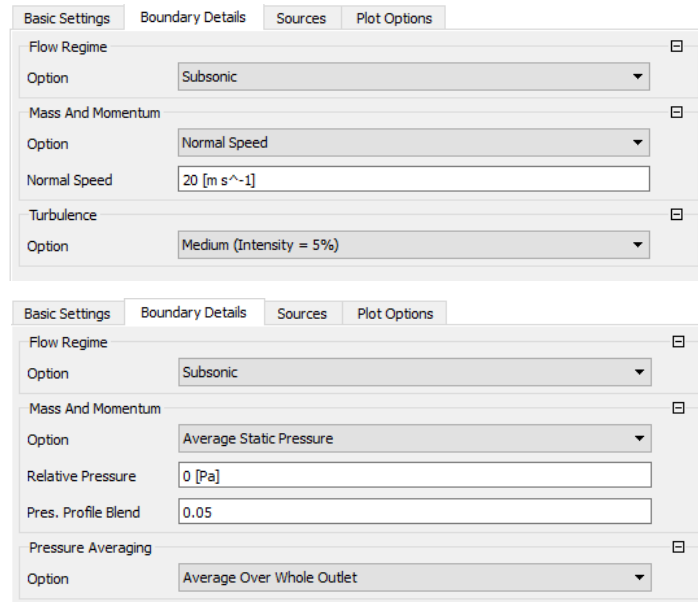 Basic Settings Boundary Details Sources Plot Options
Flow Regime
Option Subsonic
Mass And Momentum
Option Normal Speed
Normal Speed 20 [m s^-1]
Turbulence
Option Medium (Intensity = 5%)
Basic Settings Boundary Details Sources Plot Options
Flow Regime
Option Subsonic
Mass And Momentum
Option Average Static Pressure
Relative Pressure 0 [Pa]
Pres. Profile Blend 0.05
Pressure Averaging
Option Average Over Whole Outlet